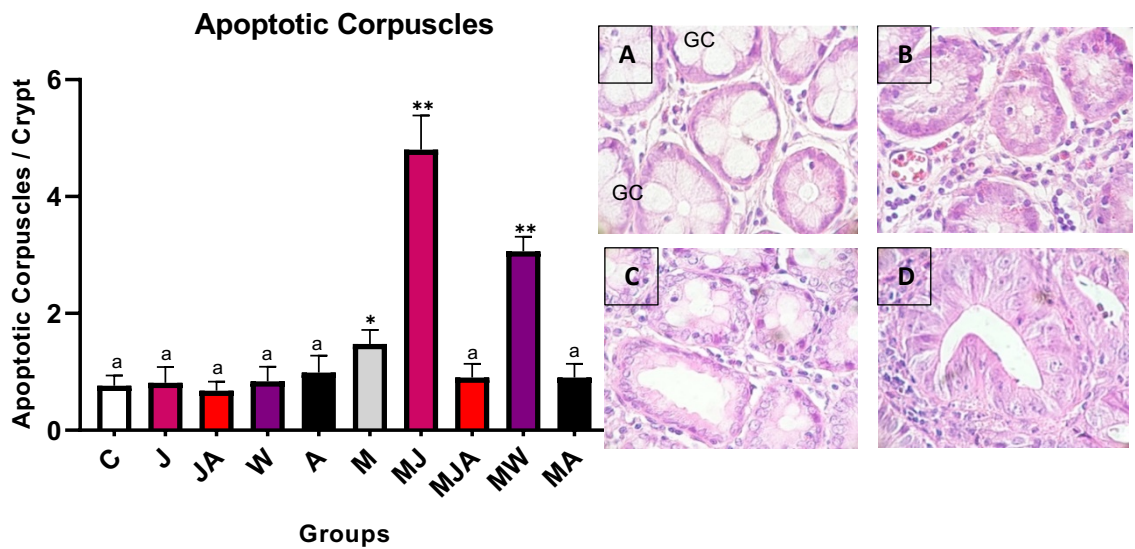 Apoptotic Corpuscles
Apoptotic Corpuscles / Crypt
6
4
2
0
a
a
a
a
a
*
**
a
**
a
C
J
JA
W
A
M
MJ
MJA
MW
MA
Groups
A
GC
GC
B
C
D